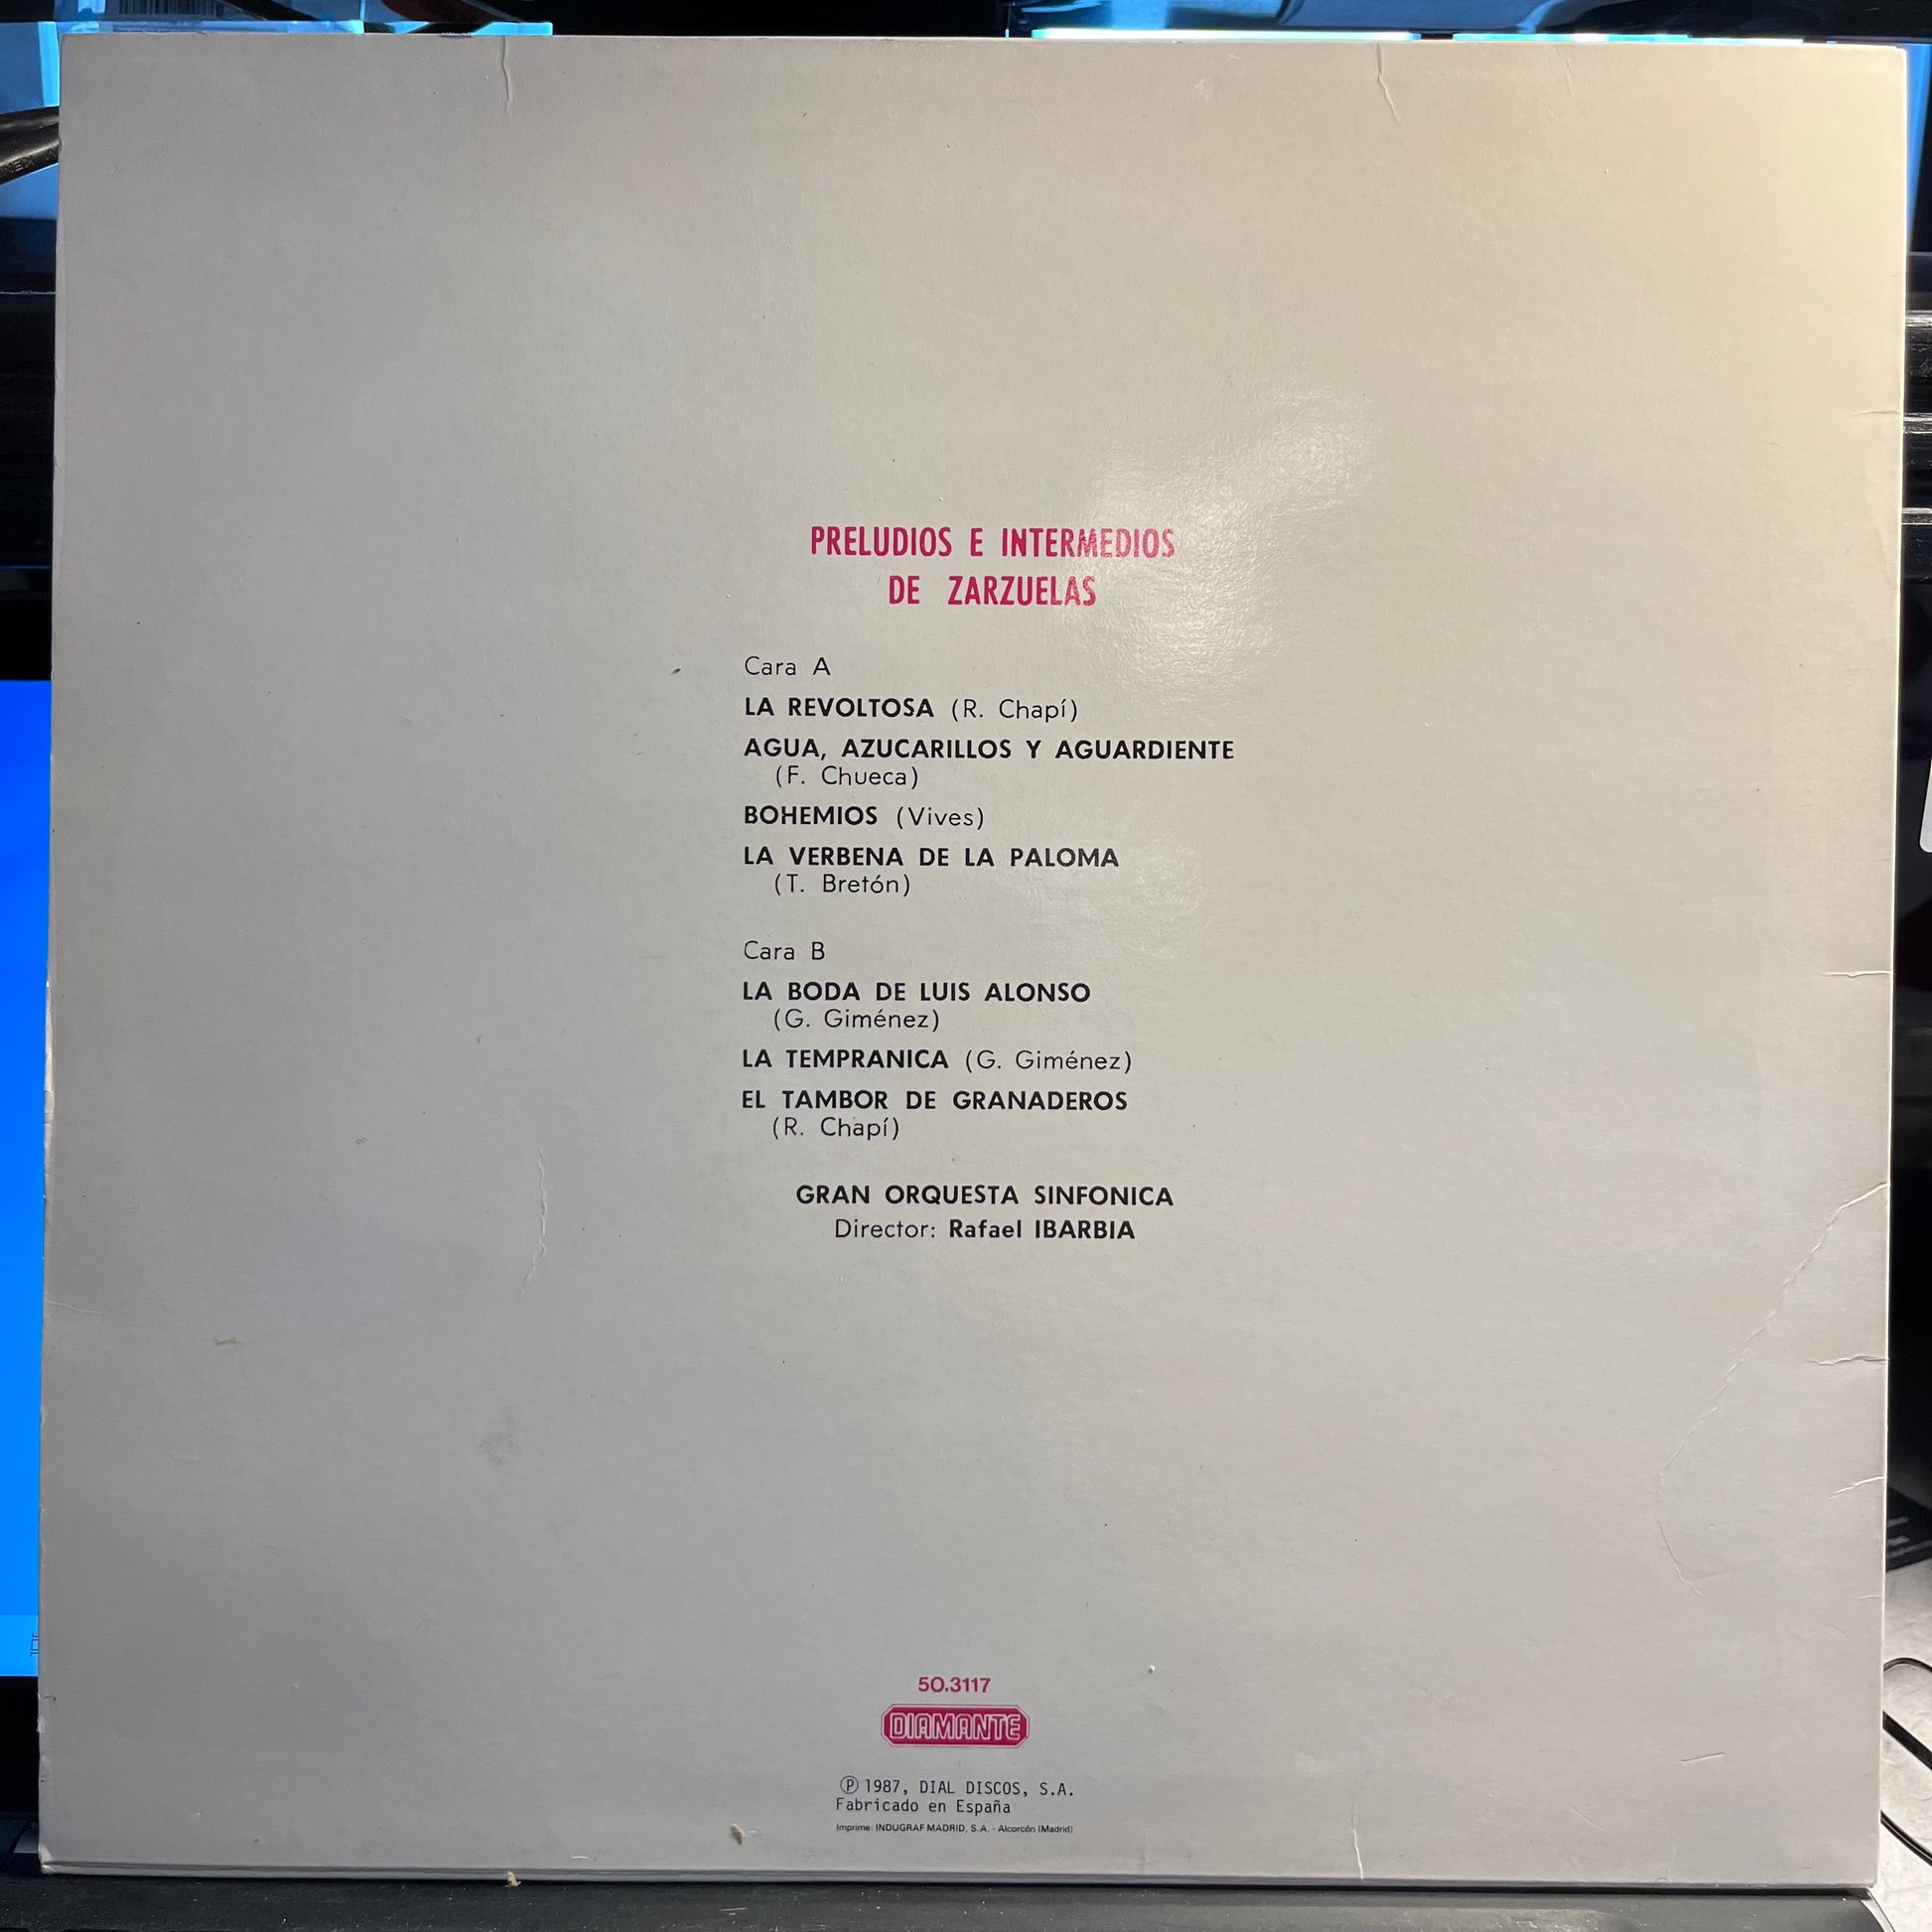 PRELUDIOS E INTERMEDIOS
DE ZARZUELAS
Cara A
LA REVOLTOSA (R. Chapí)
AGUA, AZUCARILLOS Y AGUARDIENTE
(F. Chueca)
BOHEMIOS (Vives)
LA VERBENA DE LA PALOMA
(T. Bretón)
Cara B
LA BODA DE LUIS ALONSO
(G. Giménez)
LA TEMPRANICA (G. Giménez)
EL TAMBOR DE GRANADEROS
(R. Chapí)
GRAN ORQUESTA SINFONICA
Director: Rafael IBARBIA
50.3117
DIAMANTE
Ⓟ 1987, DIAL DISCOS, S.A.
Fabricado en España
Imprime: INDUGRAF MADRID, S.A. - Alcorcón (Madrid)